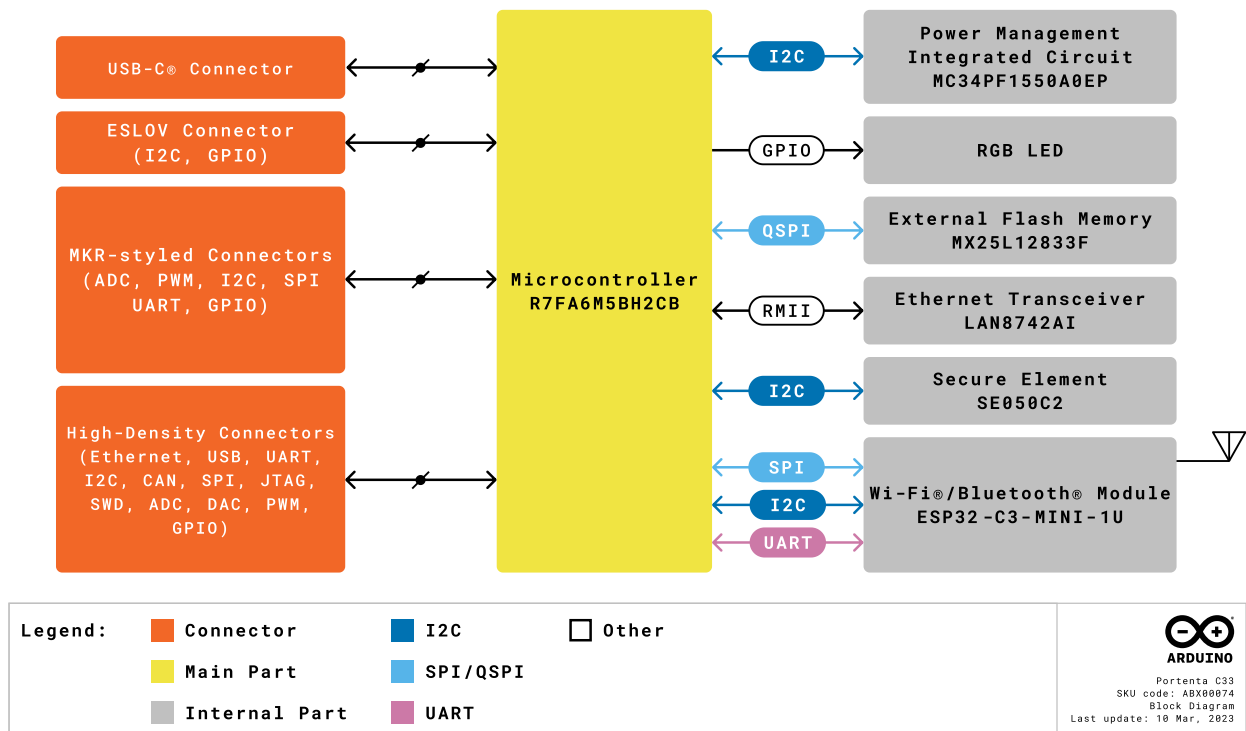 USB-C® Connector
ESLOV Connector
(I2C, GPIO)
MKR-styled Connectors
(ADC, PWM, I2C, SPI
UART, GPIO)
High-Density Connectors
(Ethernet, USB, UART,
I2C, CAN, SPI, JTAG,
SWD, ADC, DAC, PWM,
GPIO)
Microcontroller
R7FA6M5BH2CB
I2C
GPIO
QSPI
RMII
I2C
SPI
I2C
UART
Power Management
Integrated Circuit
MC34PF1550A0EP
RGB LED
External Flash Memory
MX25L12833F
Ethernet Transceiver
LAN8742AI
Secure Element
SE050C2
Wi-Fi®/Bluetooth® Module
ESP32-C3-MINI-1U
Legend:
Connector
Main Part
Internal Part
I2C
SPI/QSPI
UART
Other
ARDUINO
Portenta C33
SKU code: ABX00074
Block Diagram
Last update: 10 Mar, 2023